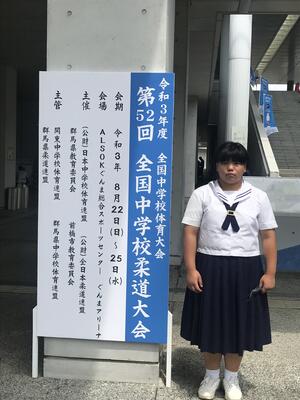 令和3年度 全国中学校体育大会
第52回 全国中学校柔道大会
会期 令和3年 8月22日(日)~25日(水)
会場 ALSOKぐんま総合スポーツセンター ぐんまアリーナ
主催 (公財)日本中学校体育連盟 (公財)全日本柔道連盟
群馬県教育委員会 前橋市教育委員会
主管 関東中学校体育連盟 群馬県中学校体育連盟
群馬県柔道連盟